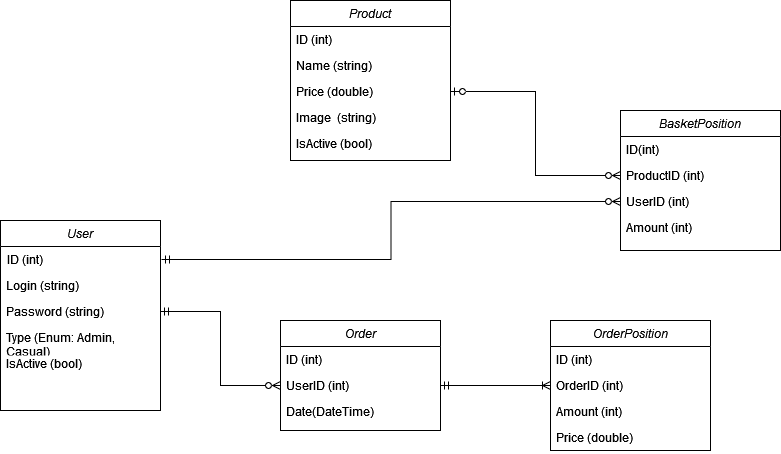 Product
ID (int)
Name (string)
Price (double)
Image  (string)
IsActive (bool)
BasketPosition
ID(int)
ProductID (int)
UserID (int)
Amount (int)
User
ID (int)
Login (string)
Password (string)
Type (Enum: Admin,
Casual)
IsActive (bool)
Order
ID (int)
UserID (int)
Date(DateTime)
OrderPosition
ID (int)
OrderID (int)
Amount (int)
Price (double)